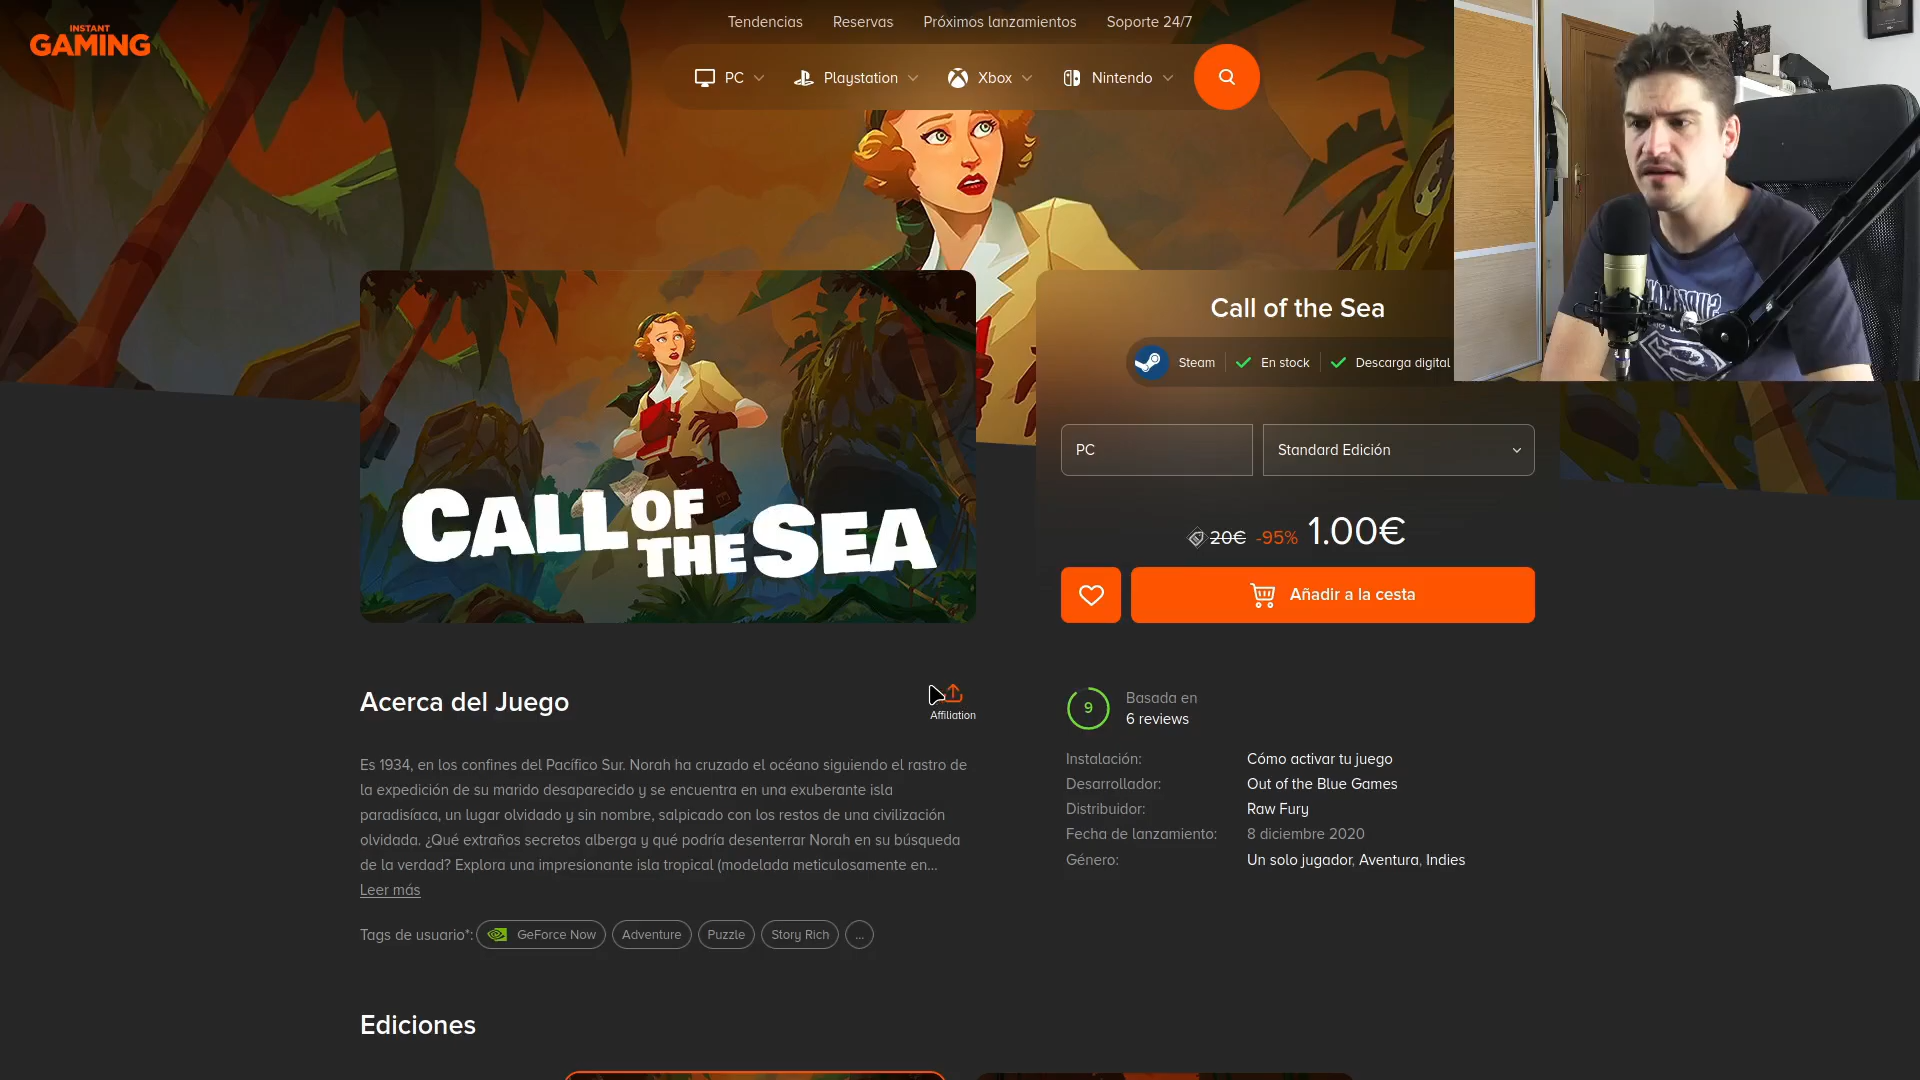 INSTANT
GAMING
Tendencias
Reservas
Próximos lanzamientos
Soporte 24/7
PC
Playstation
Xbox
Nintendo
CALL OF THE SEA
Call of the Sea
Steam
En stock
Descarga digital
PC
Standard Edición
20€ -95% 1.00€
Añadir a la cesta
Acerca del Juego
Affiliation
Es 1934, en los confines del Pacífico Sur. Norah ha cruzado el océano siguiendo el rastro de
la expedición de su marido desaparecido y se encuentra en una exuberante isla
paradisíaca, un lugar olvidado y sin nombre, salpicado con los restos de una civilización
olvidada. ¿Qué extraños secretos alberga y qué podría desenterrar Norah en su búsqueda
de la verdad? Explora una impresionante isla tropical (modelada meticulosamente en...
Leer más
Tags de usuario*:
GeForce Now
Adventure
Puzzle
Story Rich
...
9
Basada en
6 reviews
Instalación: Cómo activar tu juego
Desarrollador: Out of the Blue Games
Distribuidor: Raw Fury
Fecha de lanzamiento: 8 diciembre 2020
Género: Un solo jugador, Aventura, Indies
Ediciones